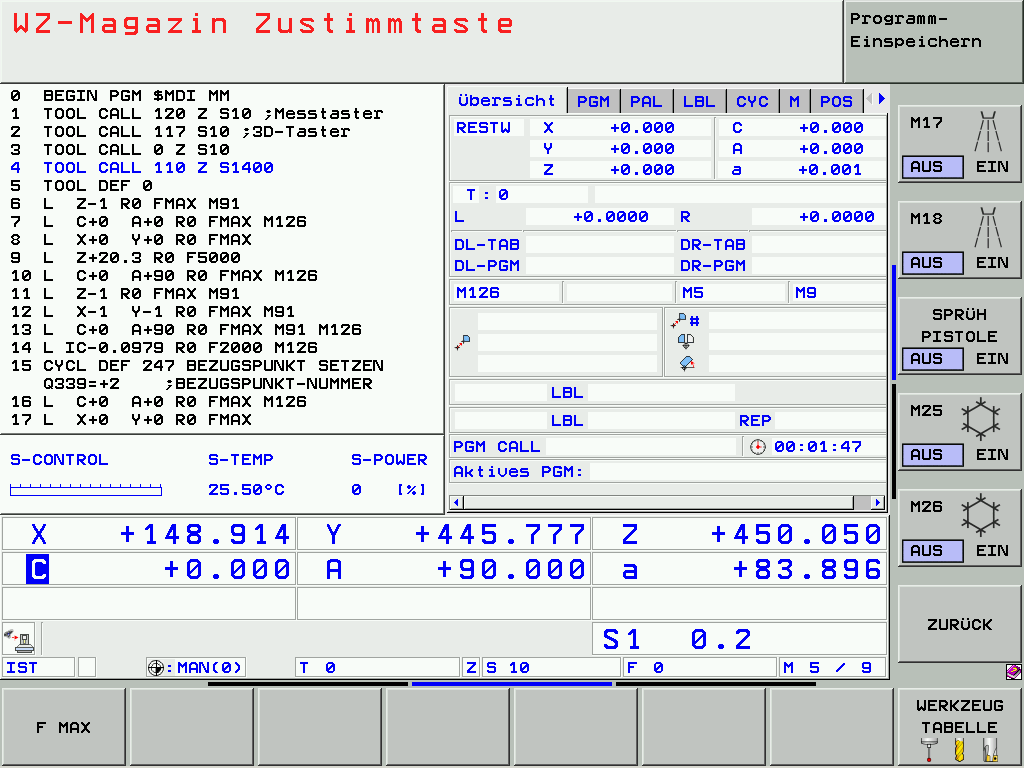 WZ-Magazin Zustimmtaste
Programm-
Einspeichern
0 BEGIN PGM $MDI MM
1 TOOL CALL 120 Z S10 ;Messtaster
2 TOOL CALL 117 S10 ;3D-Taster
3 TOOL CALL 0 Z S10
4 TOOL CALL 110 Z S1400
5 TOOL DEF 0
6 L Z-1 R0 FMAX M91
7 L C+0 A+0 R0 FMAX M126
8 L X+0 Y+0 R0 FMAX
9 L Z+20.3 R0 F5000
10 L C+0 A+90 R0 FMAX M126
11 L Z-1 R0 FMAX M91
12 L X-1 Y-1 R0 FMAX M91
13 L C+0 A+90 R0 FMAX M91 M126
14 L IC-0.0979 R0 F2000 M126
15 CYCL DEF 247 BEZUGSPUNKT SETZEN
Q339=+2 ;BEZUGSPUNKT-NUMMER
16 L C+0 A+0 R0 FMAX M126
17 L X+0 Y+0 R0 FMAX
Übersicht PGM PAL LBL CYC M POS
RESTW X +0.000 C +0.000
Y +0.000 A +0.000
Z +0.000 a +0.001
T : 0
L +0.0000 R +0.0000
DL-TAB DR-TAB
DL-PGM DR-PGM
M126 M5 M9
#
LBL
LBL REP
PGM CALL 00:01:47
Aktives PGM:
S-CONTROL S-TEMP S-POWER
25.50°C 0 [%]
X +148.914 Y +445.777 Z +450.050
C +0.000 A +90.000 a +83.896
S1 0.2
IST :MAN(0) T 0 Z S 10 F 0 M 5 / 9
M17
AUS EIN
M18
AUS EIN
SPRÜH
PISTOLE
AUS EIN
M25
AUS EIN
M26
AUS EIN
ZURÜCK
F MAX
WERKZEUG
TABELLE